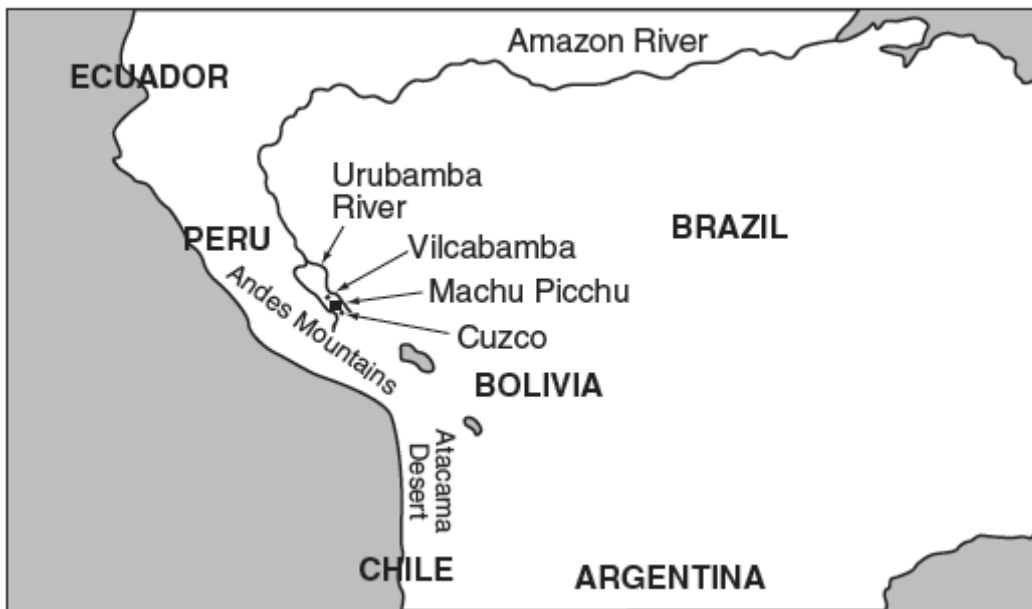 Amazon River
ECUADOR
Urubamba
River
BRAZIL
PERU
Vilcabamba
Andes Mountains
Machu Picchu
Cuzco
BOLIVIA
Atacama
Desert
CHILE
ARGENTINA